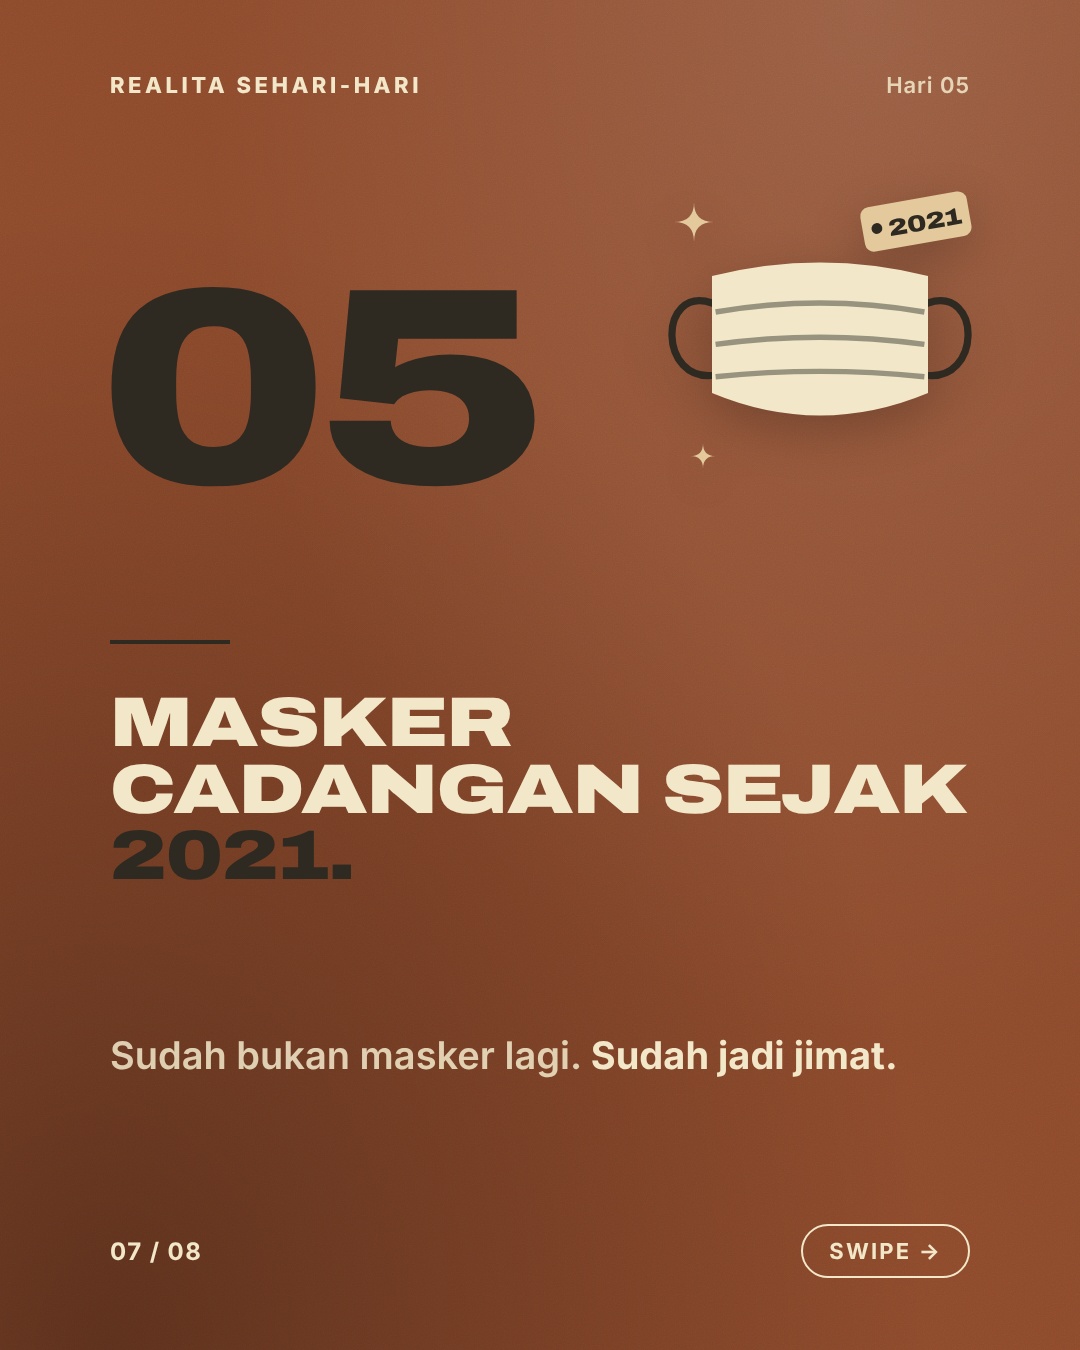 REALITA SEHARI-HARI
Hari 05
2021
05
MASKER
CADANGAN SEJAK
2021.
Sudah bukan masker lagi. Sudah jadi jimat.
07 / 08
SWIPE →